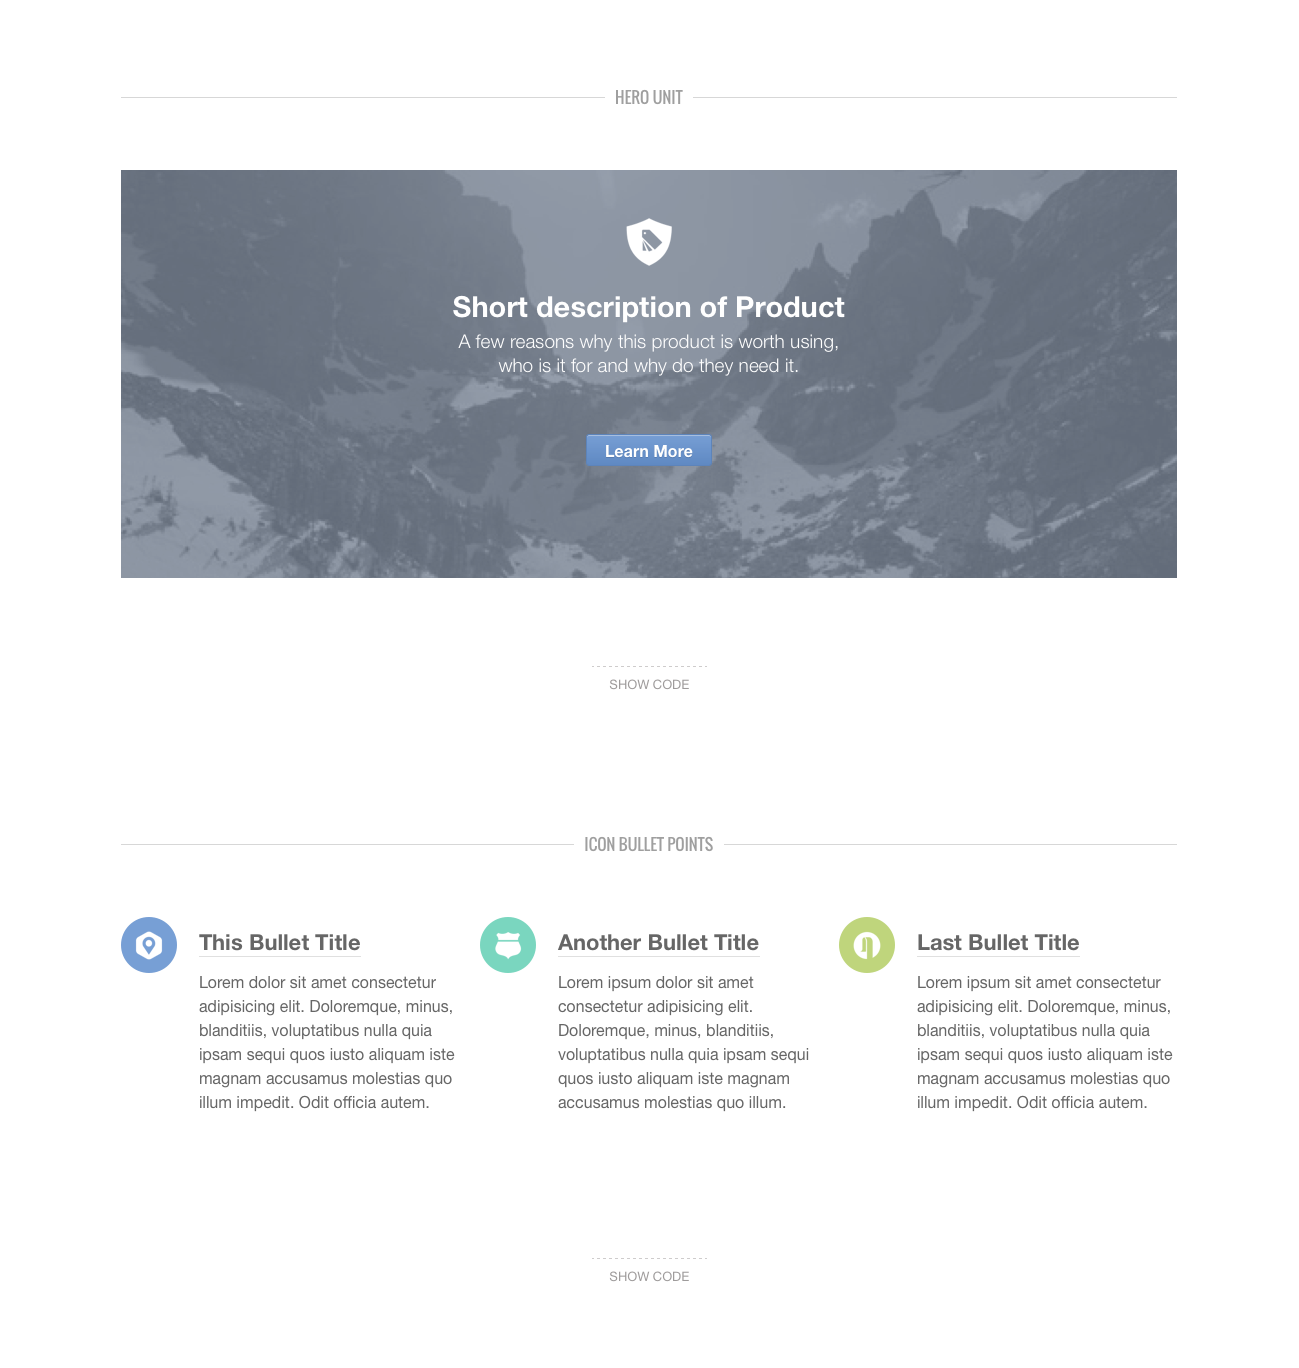 HERO UNIT
Short description of Product
A few reasons why this product is worth using,
who is it for and why do they need it.
Learn More
SHOW CODE
ICON BULLET POINTS
This Bullet Title
Lorem dolor sit amet consectetur
adipisicing elit. Doloremque, minus,
blanditiis, voluptatibus nulla quia
ipsam sequi quos iusto aliquam iste
magnam accusamus molestias quo
illum impedit. Odit officia autem.
Another Bullet Title
Lorem ipsum dolor sit amet
consectetur adipisicing elit.
Doloremque, minus, blanditiis,
voluptatibus nulla quia ipsam sequi
quos iusto aliquam iste magnam
accusamus molestias quo illum.
Last Bullet Title
Lorem ipsum sit amet consectetur
adipisicing elit. Doloremque, minus,
blanditiis, voluptatibus nulla quia
ipsam sequi quos iusto aliquam iste
magnam accusamus molestias quo
illum impedit. Odit officia autem.
SHOW CODE